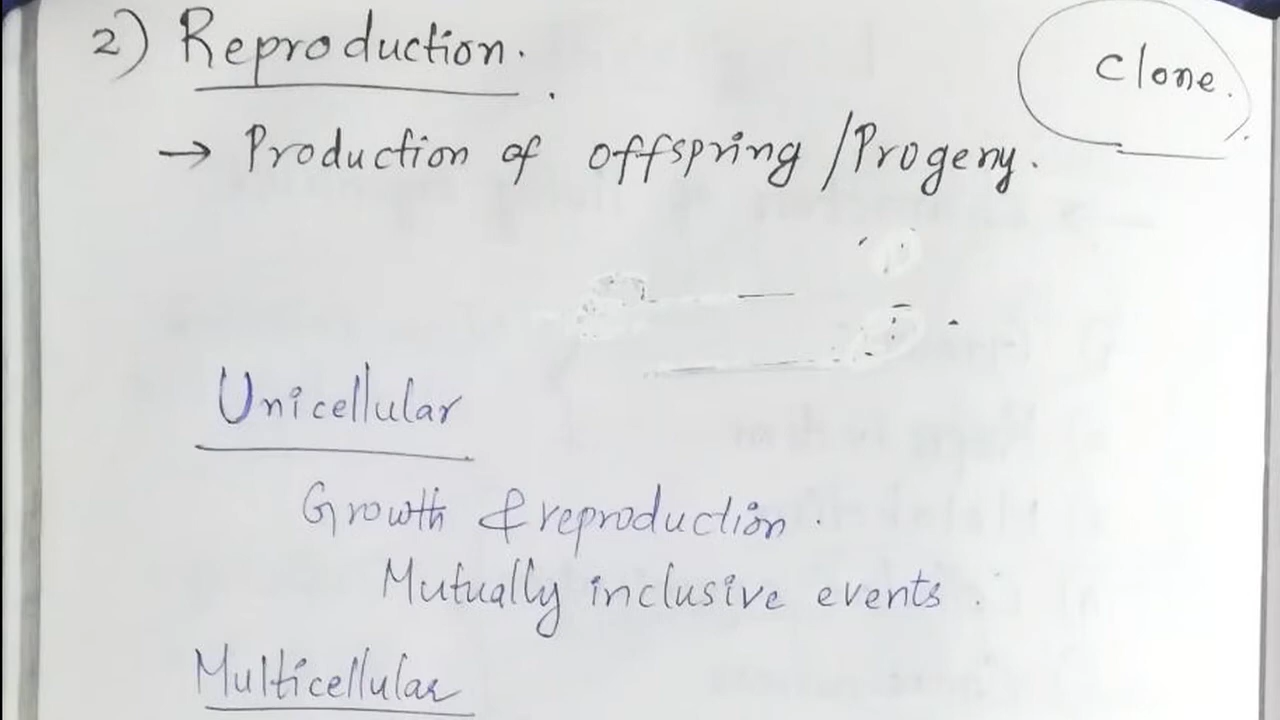 2) Reproduction.
Clone.
→ Production of offspring / Progeny.
Unicellular
Growth & reproduction.
Mutually inclusive events.
Multicellular